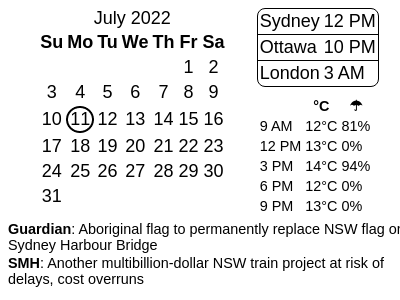 July 2022
Su Mo Tu We Th Fr Sa
1 2
3 4 5 6 7 8 9
10 11 12 13 14 15 16
17 18 19 20 21 22 23
24 25 26 27 28 29 30
31
Sydney 12 PM
Ottawa 10 PM
London 3 AM
°C ☂
9 AM 12°C 81%
12 PM 13°C 0%
3 PM 14°C 94%
6 PM 12°C 0%
9 PM 13°C 0%
Guardian: Aboriginal flag to permanently replace NSW flag on
Sydney Harbour Bridge
SMH: Another multibillion-dollar NSW train project at risk of
delays, cost overruns